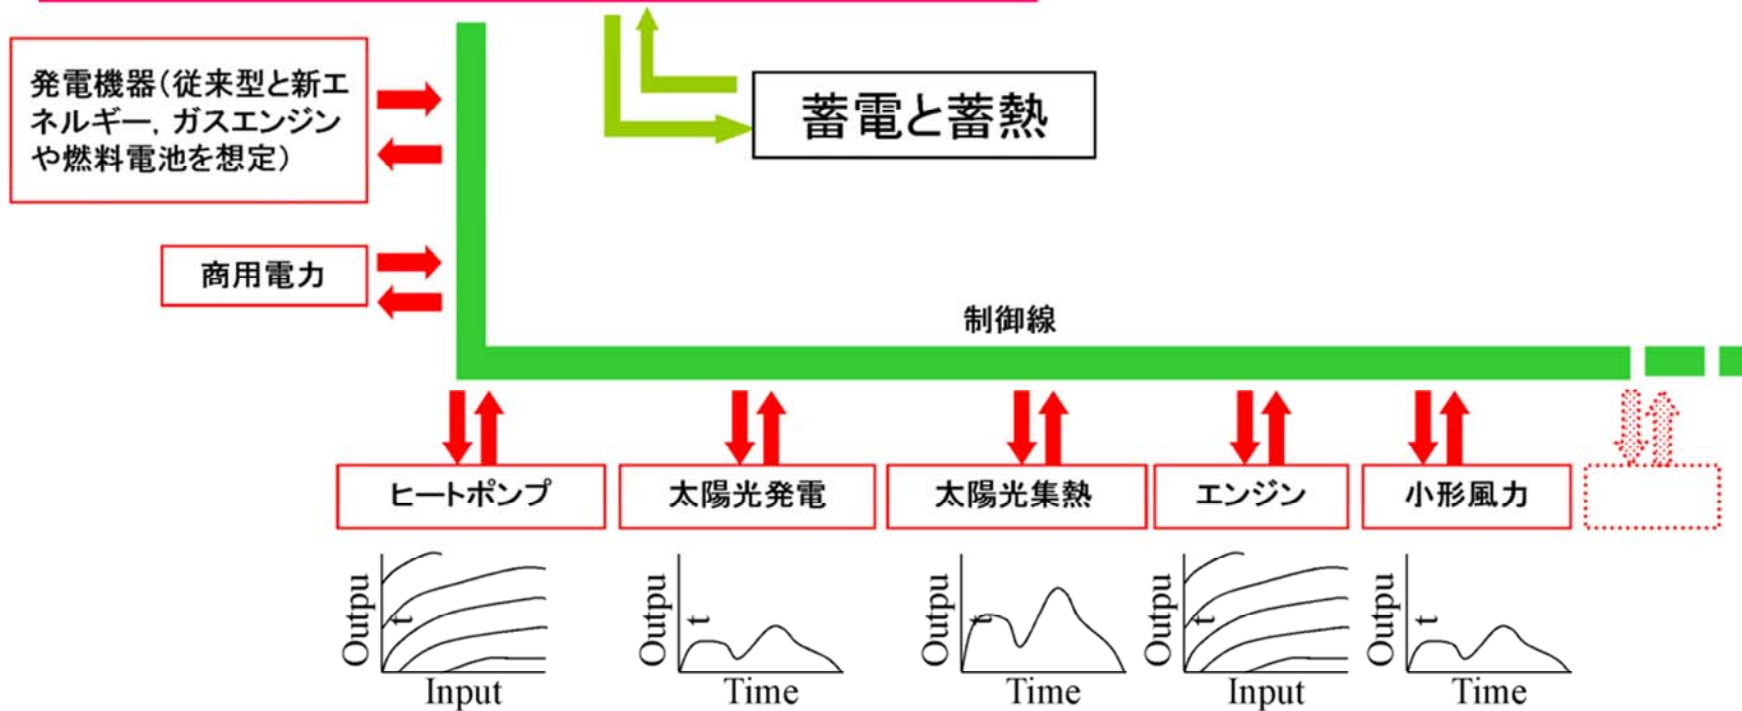 発電機器(従来型と新エ
ネルギー, ガスエンジン
や燃料電池を想定)
蓄電と蓄熱
商用電力
制御線
ヒートポンプ
太陽光発電
太陽光集熱
エンジン
小形風力
Outpu
t
Input
Outpu
t
Time
Outpu
t
Time
Outpu
t
Input
Outpu
t
Time